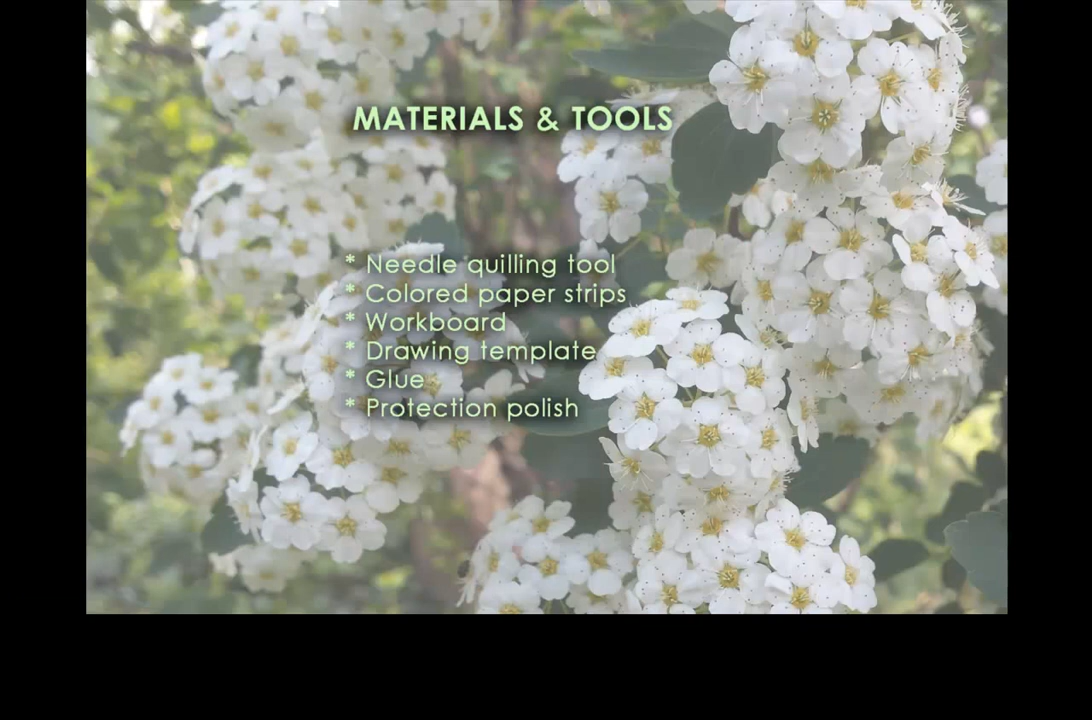 MATERIALS & TOOLS
* Needle quilling tool
* Colored paper strips
* Workboard
* Drawing template
* Glue
* Protection polish